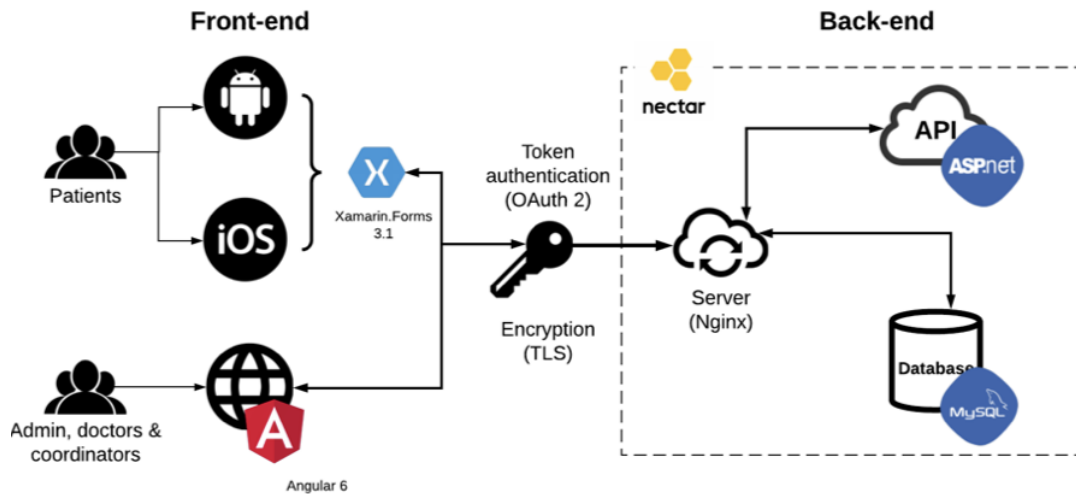 Front-end
Back-end
Patients
iOS
Xamarin.Forms
3.1
Token
authentication
(OAuth 2)
Encryption
(TLS)
nectar
API
ASP.net
Server
(Nginx)
Database
MySQL
Admin, doctors &
coordinators
A
Angular 6